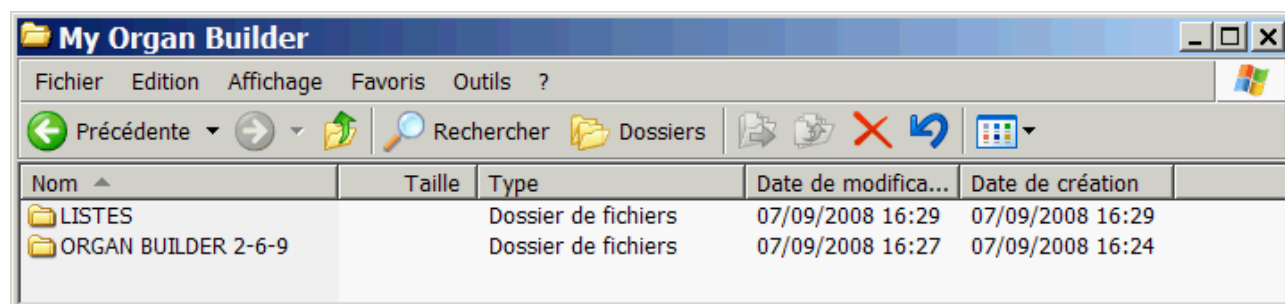 My Organ Builder
Fichier Edition Affichage Favoris Outils ?
Précédente Rechercher Dossiers
Nom Taille Type Date de modifica... Date de création
LISTES Dossier de fichiers 07/09/2008 16:29 07/09/2008 16:29
ORGAN BUILDER 2-6-9 Dossier de fichiers 07/09/2008 16:27 07/09/2008 16:24